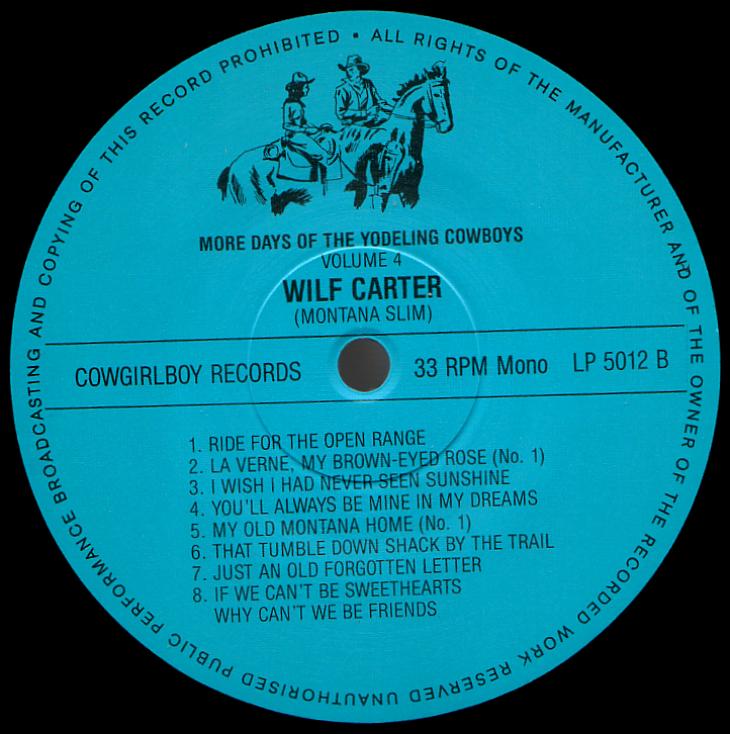 ALL RIGHTS OF THE MANUFACTURER AND OF THE OWNER OF THE RECORDED WORK RESERVED UNAUTHORISED PUBLIC PERFORMANCE BROADCASTING AND COPYING OF THIS RECORD PROHIBITED •
MORE DAYS OF THE YODELING COWBOYS
VOLUME 4
WILF CARTER
(MONTANA SLIM)
COWGIRLBOY RECORDS 33 RPM Mono LP 5012 B
1. RIDE FOR THE OPEN RANGE
2. LA VERNE, MY BROWN-EYED ROSE (No. 1)
3. I WISH I HAD NEVER SEEN SUNSHINE
4. YOU'LL ALWAYS BE MINE IN MY DREAMS
5. MY OLD MONTANA HOME (No. 1)
6. THAT TUMBLE DOWN SHACK BY THE TRAIL
7. JUST AN OLD FORGOTTEN LETTER
8. IF WE CAN'T BE SWEETHEARTS
WHY CAN'T WE BE FRIENDS